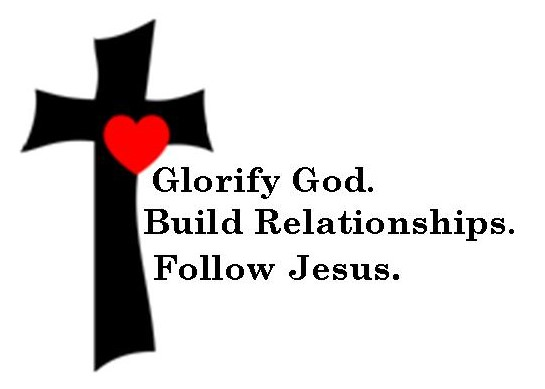 Glorify God.
Build Relationships.
Follow Jesus.